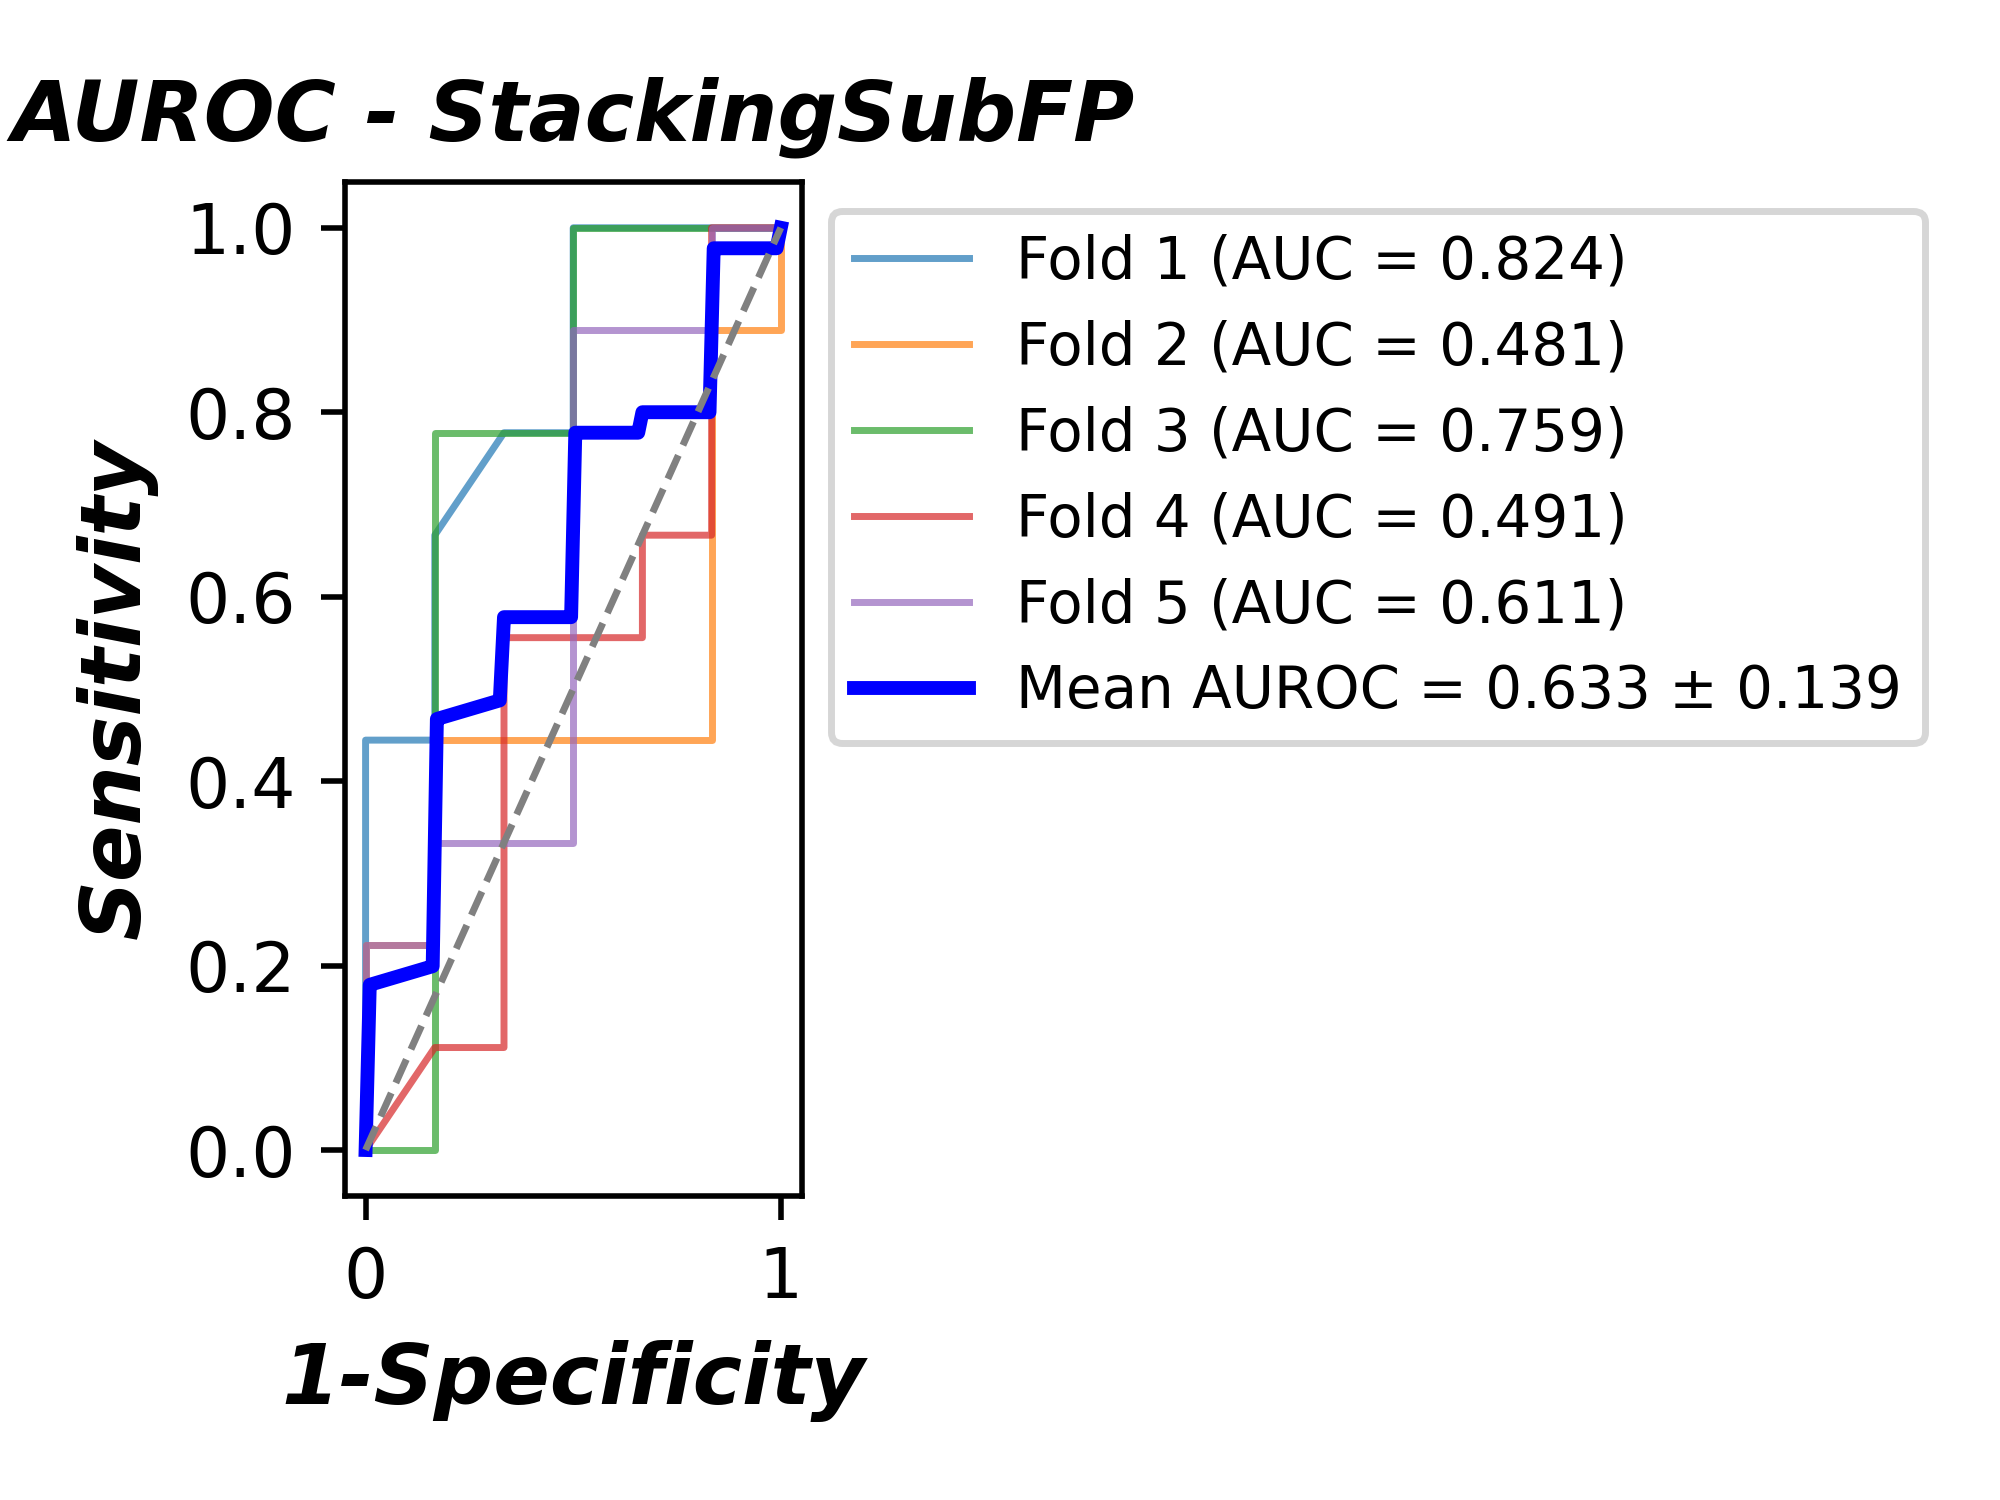 AUROC - StackingSubFP
Sensitivity
1.0
0.8
0.6
0.4
0.2
0.0
0 1
1-Specificity
Fold 1 (AUC = 0.824)
Fold 2 (AUC = 0.481)
Fold 3 (AUC = 0.759)
Fold 4 (AUC = 0.491)
Fold 5 (AUC = 0.611)
Mean AUROC = 0.633 ± 0.139